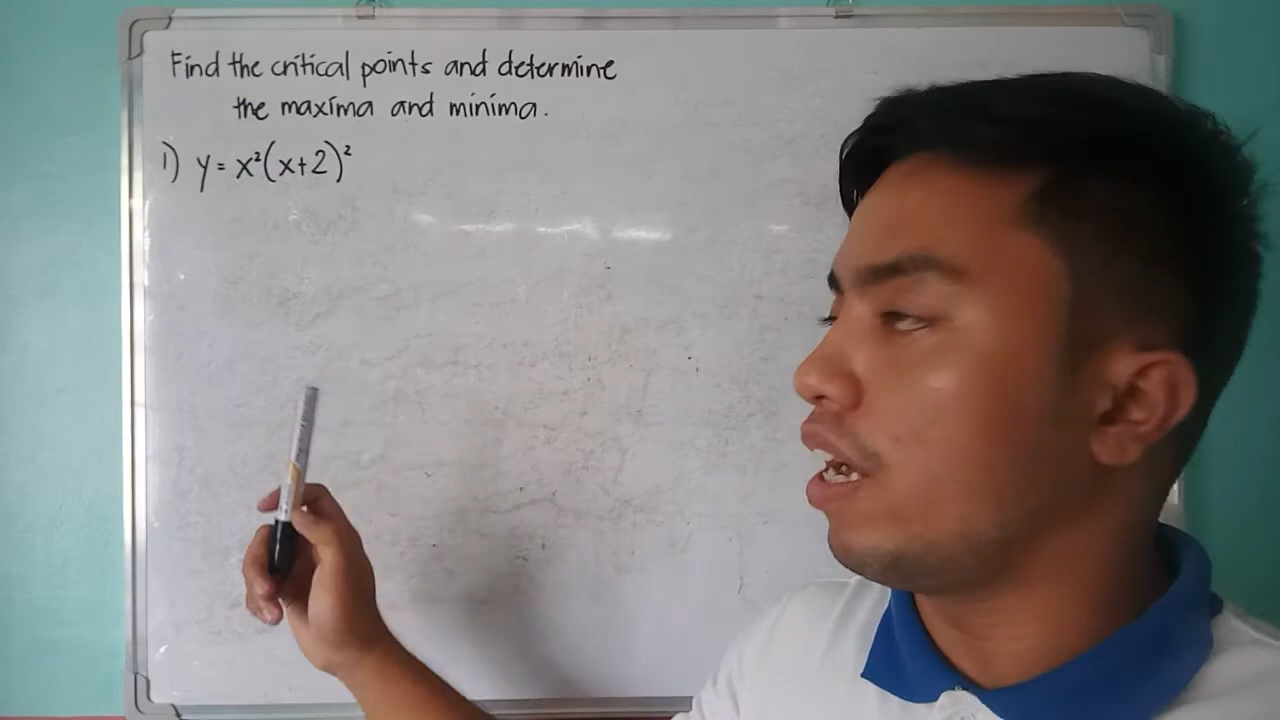 Find the critical points and determine
the maxima and minima.
1) y = x²(x+2)²